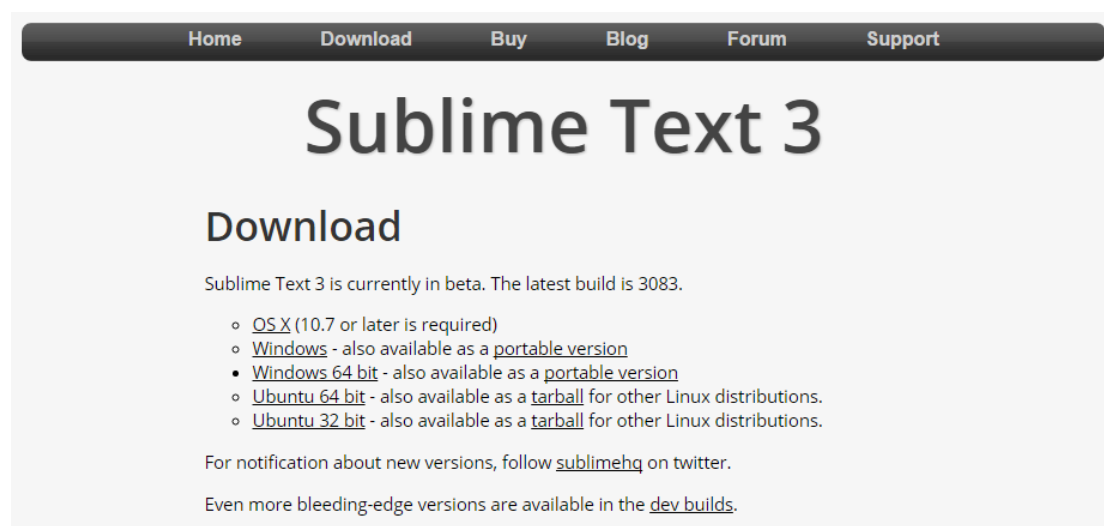 Home Download Buy Blog Forum Support
Sublime Text 3
Download
Sublime Text 3 is currently in beta. The latest build is 3083.
OS X (10.7 or later is required)
Windows - also available as a portable version
Windows 64 bit - also available as a portable version
Ubuntu 64 bit - also available as a tarball for other Linux distributions.
Ubuntu 32 bit - also available as a tarball for other Linux distributions.
For notification about new versions, follow sublimehq on twitter.
Even more bleeding-edge versions are available in the dev builds.